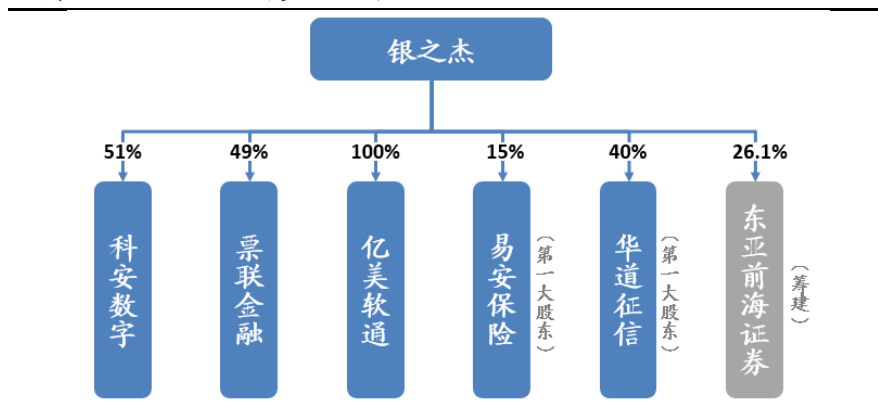 银之杰
51%
49%
100%
15%
40%
26.1%
科安数字
票联金融
亿美软通
易安保险
（第一大股东）
华道征信
（第一大股东）
东亚前海证券
（筹建）